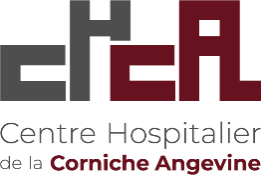 CHCA
Centre Hospitalier
de la Corniche Angevine